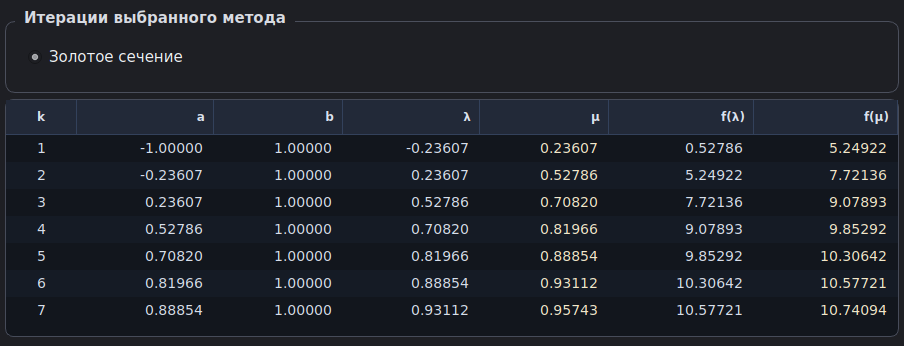 Итерации выбранного метода
Золотое сечение
k a b λ μ f(λ) f(μ)
1 -1.00000 1.00000 -0.23607 0.23607 0.52786 5.24922
2 -0.23607 1.00000 0.23607 0.52786 5.24922 7.72136
3 0.23607 1.00000 0.52786 0.70820 7.72136 9.07893
4 0.52786 1.00000 0.70820 0.81966 9.07893 9.85292
5 0.70820 1.00000 0.81966 0.88854 9.85292 10.30642
6 0.81966 1.00000 0.88854 0.93112 10.30642 10.57721
7 0.88854 1.00000 0.93112 0.95743 10.57721 10.74094